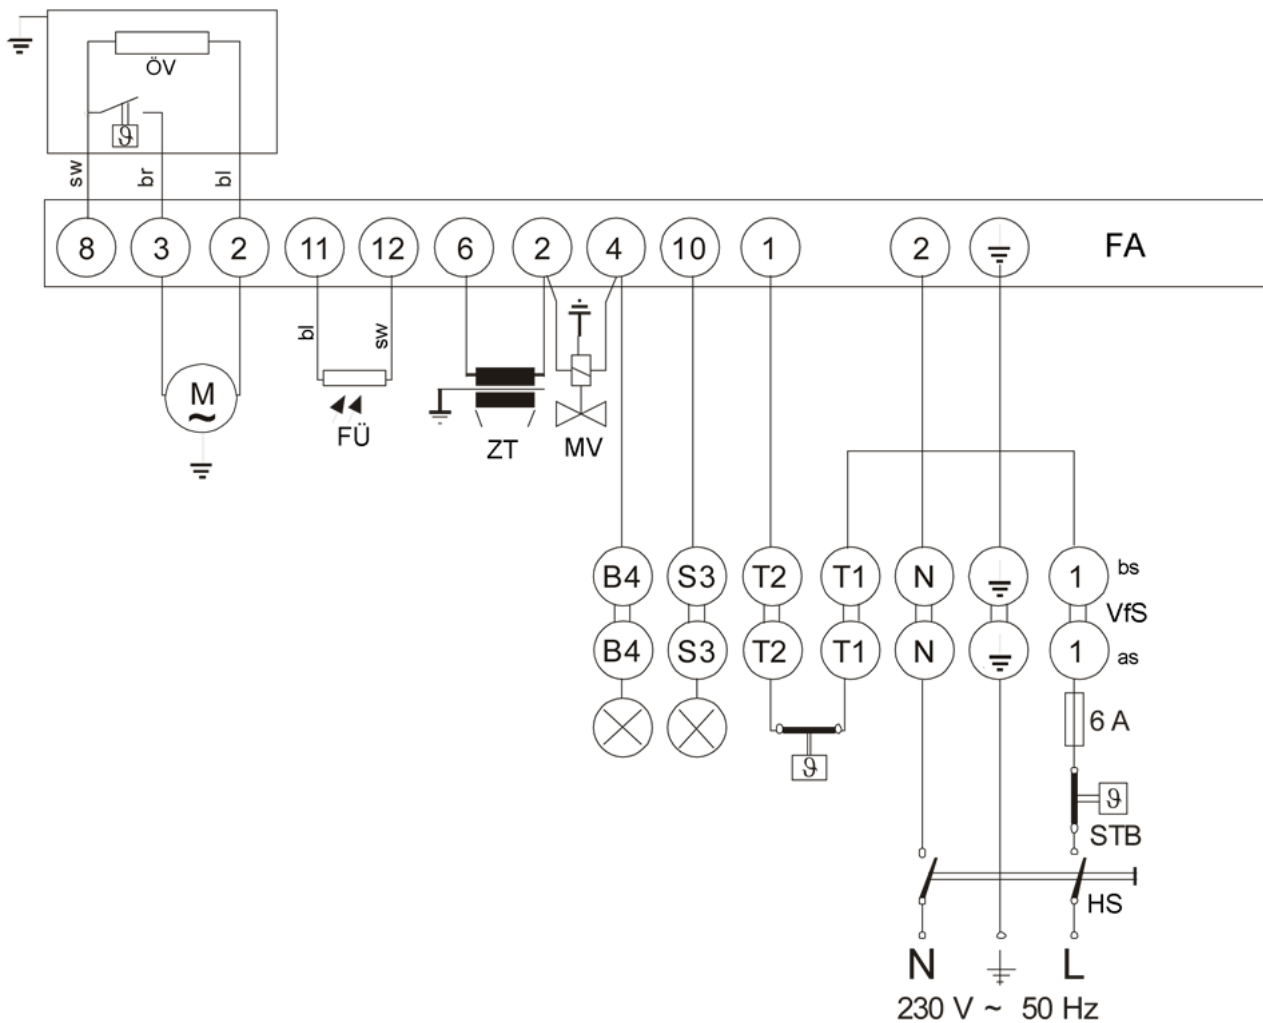 ÖV
ϑ
sw br bl
8 3 2 11 12 6 2 4 10 1 2 FA
bl sw
M
~
FÜ ZT MV
B4 S3 T2 T1 N 1 bs
VfS
B4 S3 T2 T1 N 1 as
6 A
ϑ
ϑ
STB
HS
N L
230 V ~ 50 Hz